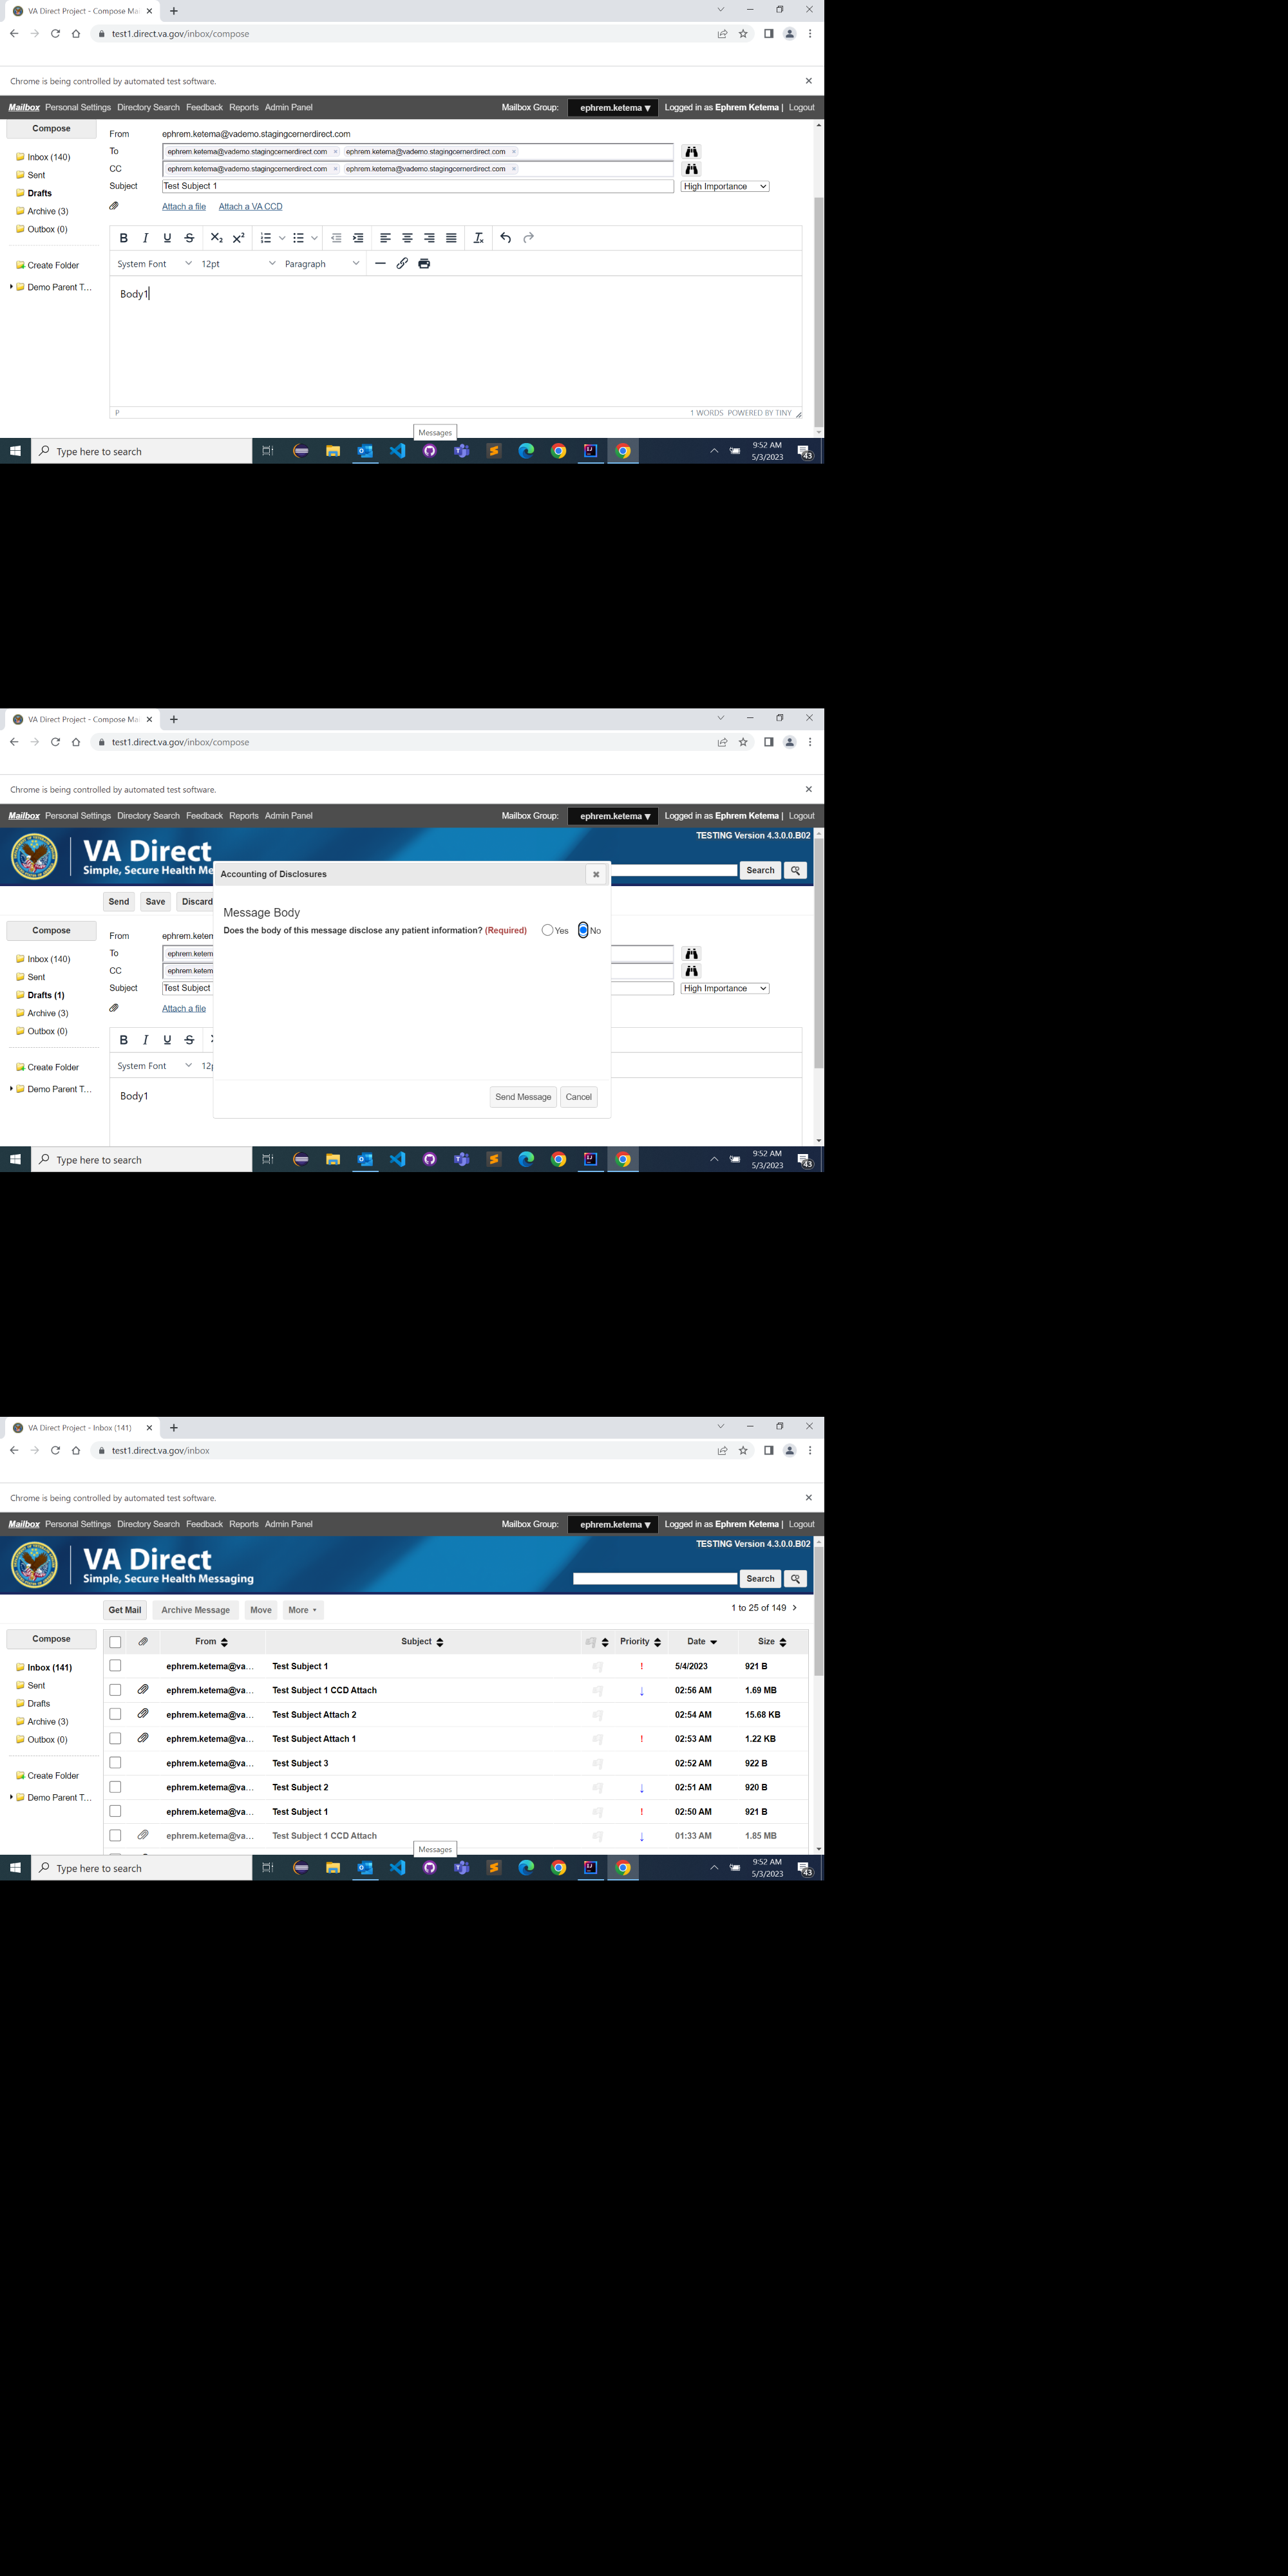 VA Direct Project - Compose Ma
test1.direct.va.gov/inbox/compose
Chrome is being controlled by automated test software.
Mailbox Personal Settings Directory Search Feedback Reports Admin Panel Mailbox Group: ephrem.ketema Logged in as Ephrem Ketema | Logout
Compose
From ephrem.ketema@vademo.stagingcernerdirect.com
To ephrem.ketema@vademo.stagingcernerdirect.com × ephrem.ketema@vademo.stagingcernerdirect.com ×
Inbox (140)
CC ephrem.ketema@vademo.stagingcernerdirect.com × ephrem.ketema@vademo.stagingcernerdirect.com ×
Sent
Subject Test Subject 1 High Importance
Drafts
Attach a file Attach a VA CCD
Archive (3)
Outbox (0)
B I U S X₂ X²
Create Folder
System Font 12pt Paragraph
Demo Parent T...
Body1
P 1 WORDS POWERED BY TINY
Messages
Type here to search
9:52 AM
5/3/2023
43
VA Direct Project - Compose Ma
test1.direct.va.gov/inbox/compose
Chrome is being controlled by automated test software.
Mailbox Personal Settings Directory Search Feedback Reports Admin Panel Mailbox Group: ephrem.ketema Logged in as Ephrem Ketema | Logout
TESTING Version 4.3.0.0.B02
VA Direct
Simple, Secure Health Me
Search
Accounting of Disclosures
Send Save Discard
Message Body
Does the body of this message disclose any patient information? (Required) Yes No
Compose
From ephrem.keter
To ephrem.ketem
Inbox (140)
CC ephrem.ketem
Sent
Subject Test Subject High Importance
Drafts (1)
Attach a file
Archive (3)
Outbox (0)
B I U S
Create Folder
System Font 12p
Demo Parent T...
Body1
Send Message Cancel
Type here to search
9:52 AM
5/3/2023
43
VA Direct Project - Inbox (141)
test1.direct.va.gov/inbox
Chrome is being controlled by automated test software.
Mailbox Personal Settings Directory Search Feedback Reports Admin Panel Mailbox Group: ephrem.ketema Logged in as Ephrem Ketema | Logout
TESTING Version 4.3.0.0.B02
VA Direct
Simple, Secure Health Messaging
Search
Get Mail Archive Message Move More 1 to 25 of 149
Compose
From Subject Priority Date Size
ephrem.ketema@va... Test Subject 1 ! 5/4/2023 921 B
Inbox (141)
Sent
ephrem.ketema@va... Test Subject 1 CCD Attach ↓ 02:56 AM 1.69 MB
Drafts
ephrem.ketema@va... Test Subject Attach 2 02:54 AM 15.68 KB
Archive (3)
ephrem.ketema@va... Test Subject Attach 1 ! 02:53 AM 1.22 KB
Outbox (0)
ephrem.ketema@va... Test Subject 3 02:52 AM 922 B
Create Folder
ephrem.ketema@va... Test Subject 2 ↓ 02:51 AM 920 B
Demo Parent T...
ephrem.ketema@va... Test Subject 1 ! 02:50 AM 921 B
ephrem.ketema@va... Test Subject 1 CCD Attach ↓ 01:33 AM 1.85 MB
Messages
Type here to search
9:52 AM
5/3/2023
43